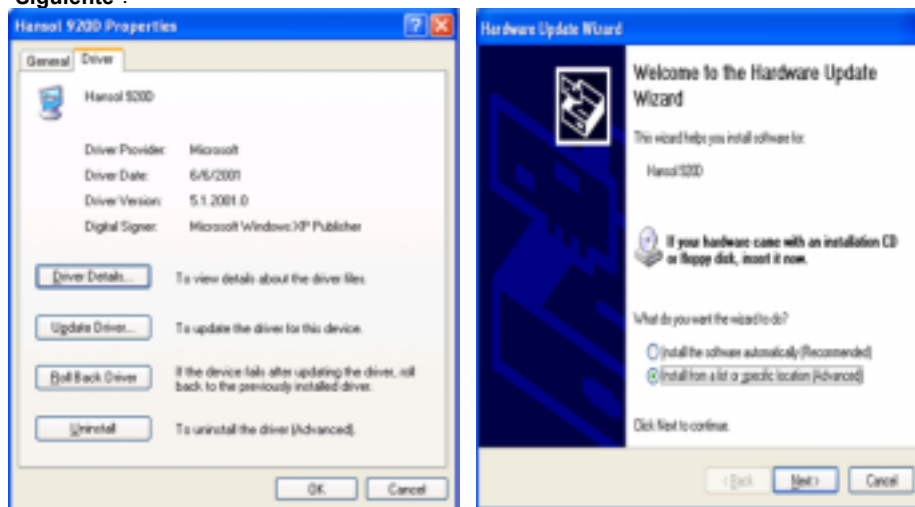 "Siguiente".
Hansol 920D Properties
General Driver
Hansol 920D
Driver Provider: Microsoft
Driver Date: 6/6/2001
Driver Version: 5.1.2001.0
Digital Signer: Microsoft Windows XP Publisher
Driver Details... To view details about the driver files.
Update Driver... To update the driver for this device.
Roll Back Driver If the device fails after updating the driver, roll
back to the previously installed driver.
Uninstall To uninstall the driver (Advanced).
OK Cancel
Hardware Update Wizard
Welcome to the Hardware Update
Wizard
This wizard helps you install software for:
Hansol 920D
If your hardware came with an installation CD
or floppy disk, insert it now.
What do you want the wizard to do?
Install the software automatically (Recommended)
Install from a list or specific location (Advanced)
Click Next to continue.
< Back Next > Cancel